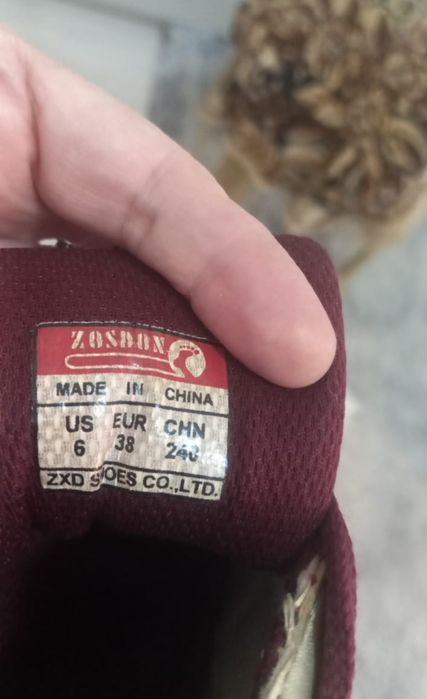 ZOSDON
MADE IN CHINA
US EUR CHN
6 38 240
ZXD SHOES CO.,LTD.